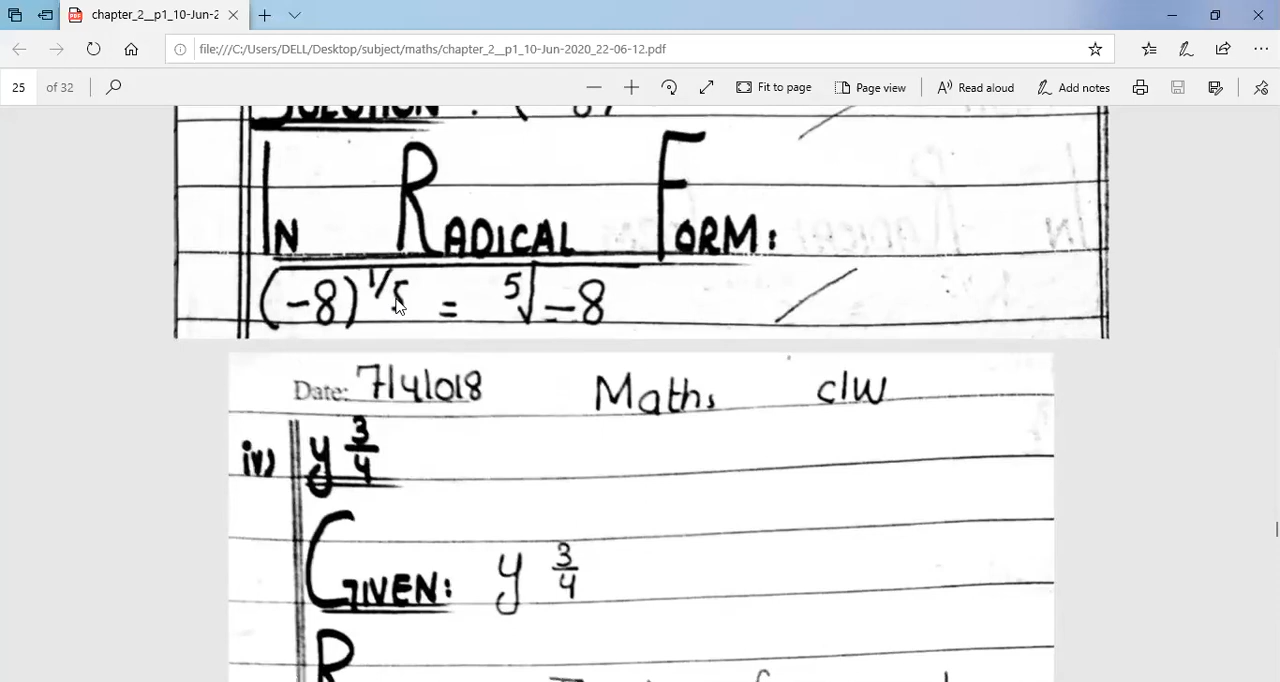 chapter_2_p1_10-Jun-2
file:///C:/Users/DELL/Desktop/subject/maths/chapter_2__p1_10-Jun-2020_22-06-12.pdf
25 of 32 Fit to page Page view Read aloud Add notes
SOLUTION :
IN RADICAL FORM:
(-8)^1/5 = ⁵√-8
Date: 7/4/018 Maths c/w
iv) y 3/4
GIVEN: y 3/4